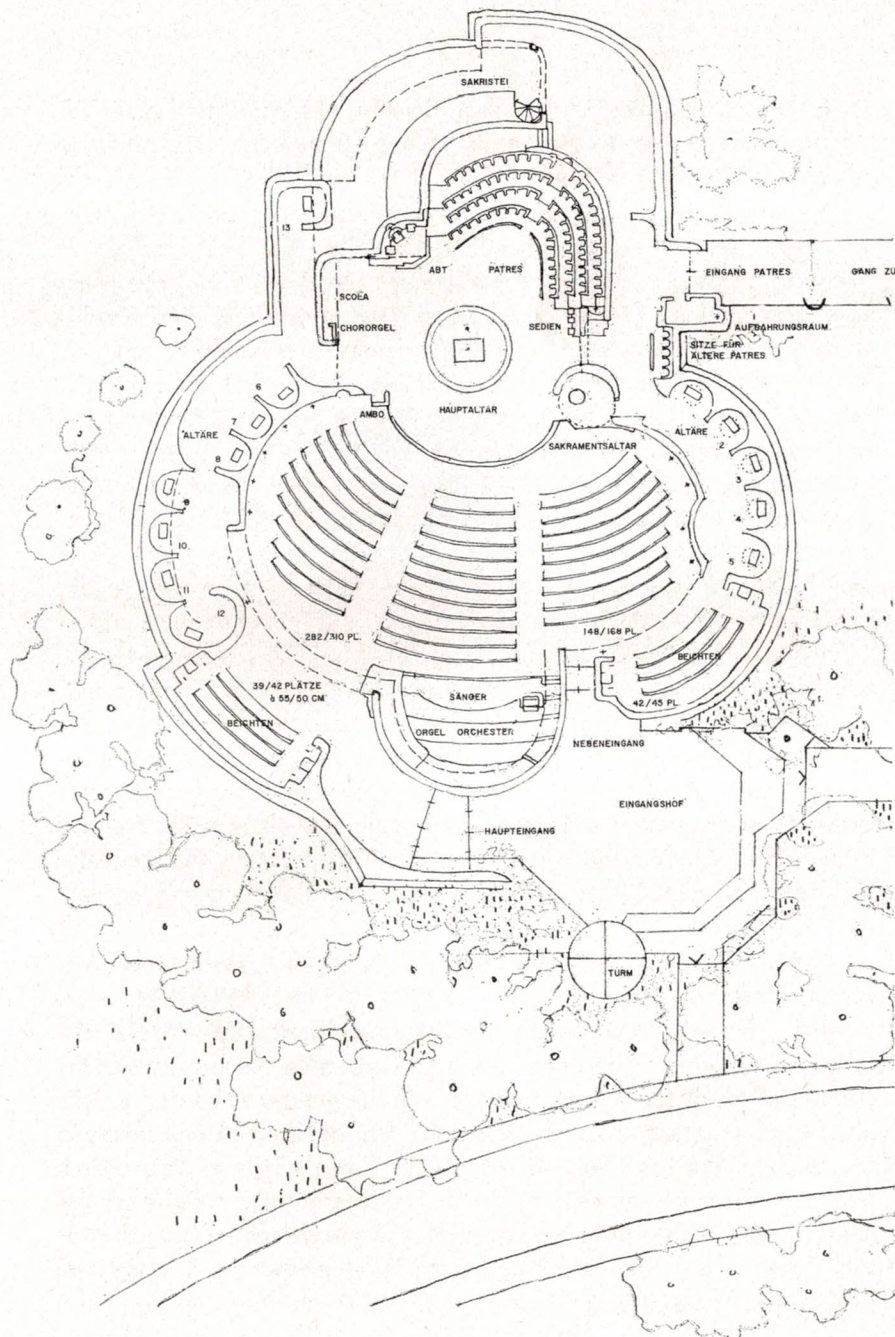 SAKRISTEI
13
ABT
PATRES
EINGANG PATRES
GANG ZU
SCOLA
CHORORGEL
SEDIEN
AUFBAHRUNGSRAUM
SITZE FÜR
ÄLTERE PATRES
6
7
8
ALTÄRE
AMBO
HAUPTALTAR
SAKRAMENTSALTAR
ALTÄRE
2
3
4
5
9
10
11
12
282/310 PL.
148/168 PL.
BEICHTEN
39/42 PLÄTZE
à 55/50 CM
SÄNGER
42/45 PL.
BEICHTEN
ORGEL ORCHESTER
NEBENEINGANG
EINGANGSHOF
HAUPTEINGANG
TURM